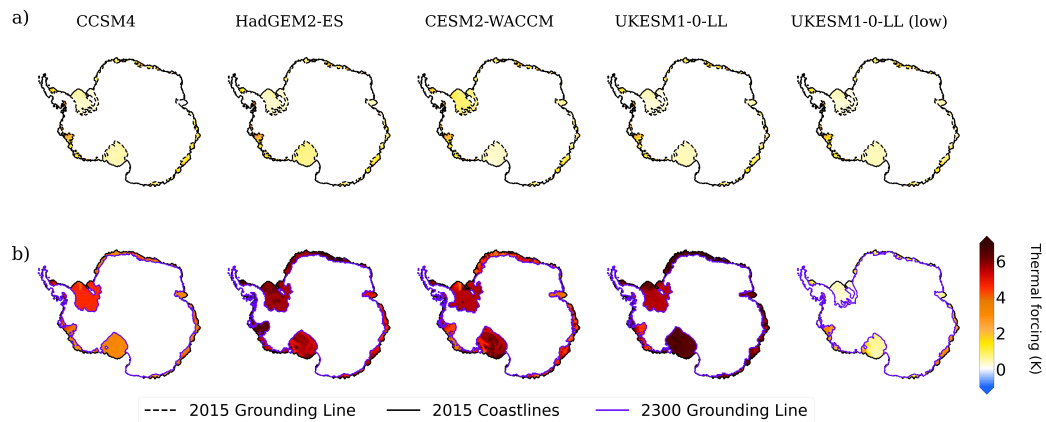 a)
CCSM4 HadGEM2-ES CESM2-WACCM UKESM1-0-LL UKESM1-0-LL (low)
b)
6
4
2
0
Thermal forcing (K)
2015 Grounding Line 2015 Coastlines 2300 Grounding Line